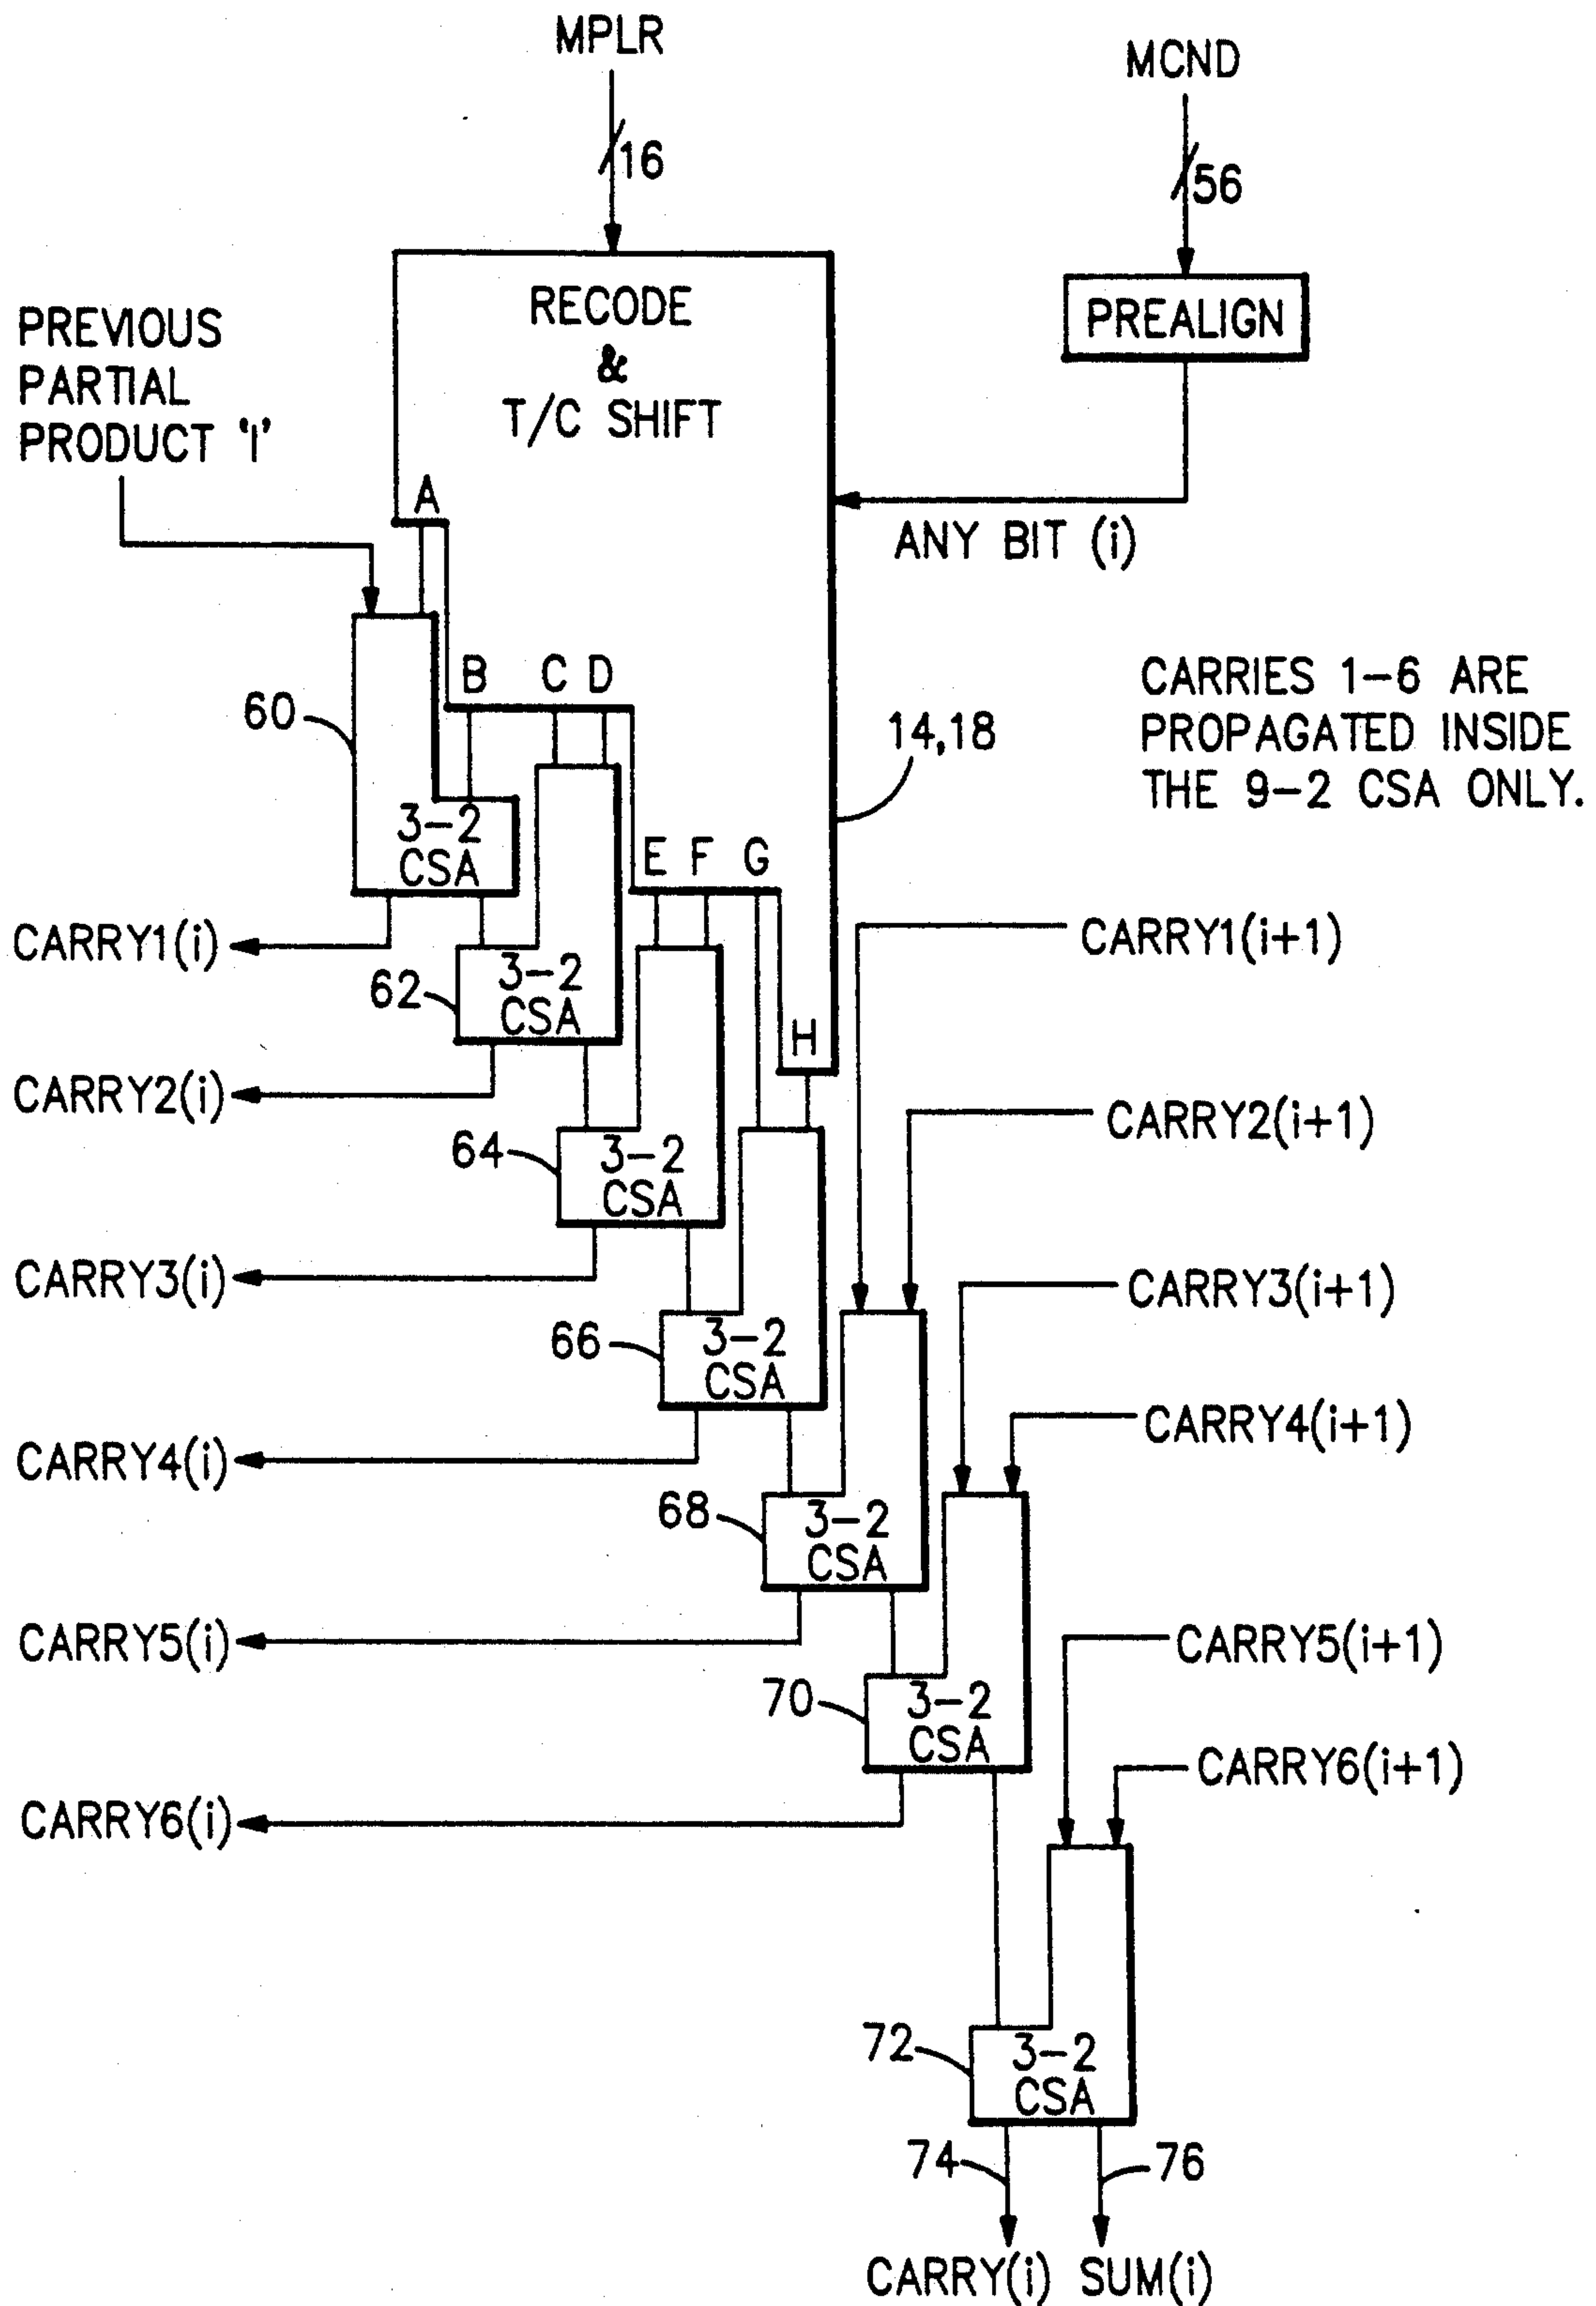 MPLR
MCND
16
56
RECODE
&
T/C SHIFT
PREALIGN
PREVIOUS
PARTIAL
PRODUCT 'I'
A
ANY BIT (i)
B C D
60
14,18
CARRIES 1-6 ARE
PROPAGATED INSIDE
THE 9-2 CSA ONLY.
3-2
CSA
E F G
CARRY1(i)
CARRY1(i+1)
62
3-2
CSA
H
CARRY2(i)
CARRY2(i+1)
64
3-2
CSA
CARRY3(i)
CARRY3(i+1)
66
3-2
CSA
CARRY4(i+1)
CARRY4(i)
68
3-2
CSA
CARRY5(i)
CARRY5(i+1)
70
3-2
CSA
CARRY6(i+1)
CARRY6(i)
72
3-2
CSA
74
76
CARRY(i) SUM(i)